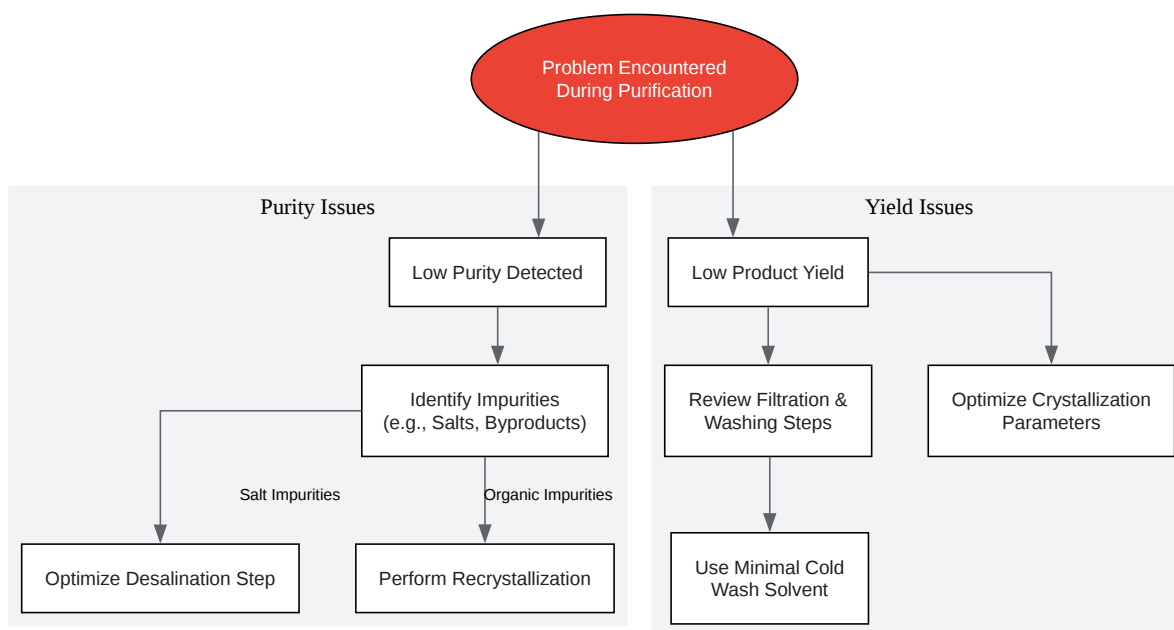 Problem Encountered
During Purification
Purity Issues
Yield Issues
Low Purity Detected
Low Product Yield
Identify Impurities
(e.g., Salts, Byproducts)
Review Filtration &
Washing Steps
Optimize Crystallization
Parameters
Salt Impurities
Organic Impurities
Optimize Desalination Step
Perform Recrystallization
Use Minimal Cold
Wash Solvent